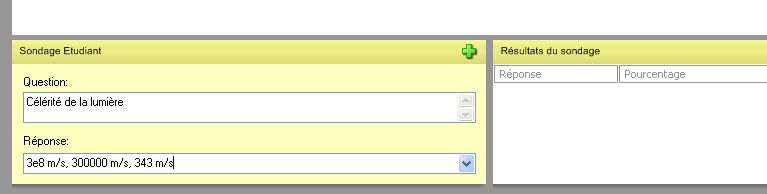 Sondage Etudiant
Question:
Célérité de la lumière
Réponse:
3e8 m/s, 300000 m/s, 343 m/s
Résultats du sondage
Réponse Pourcentage